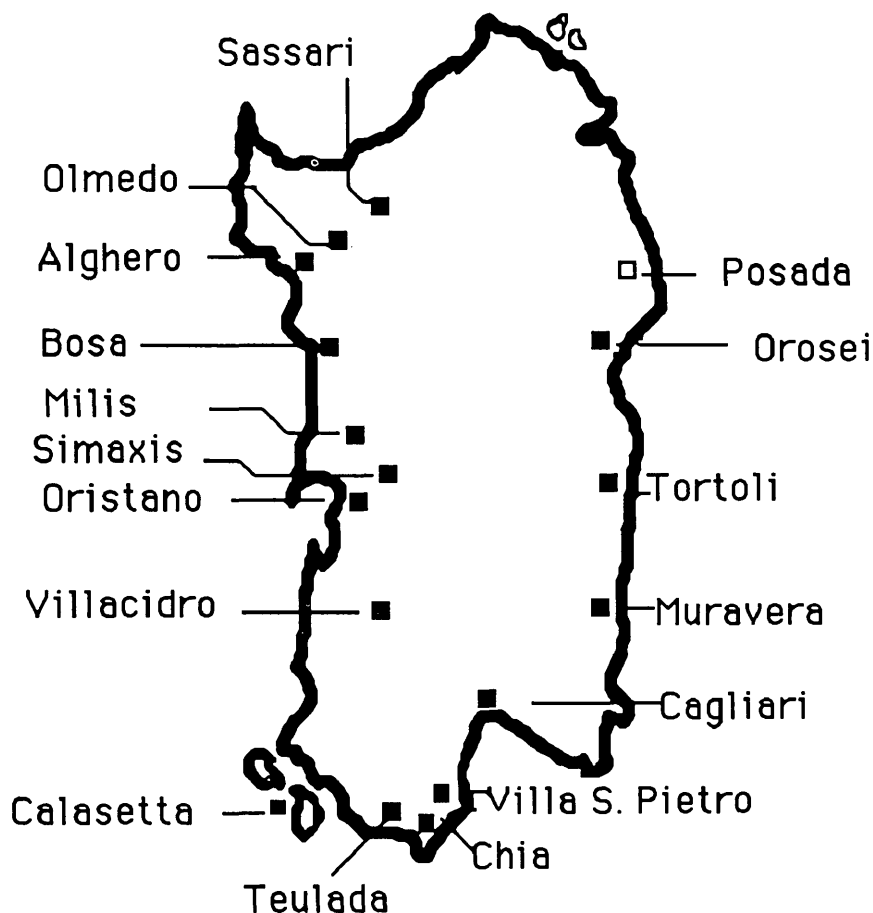 Sassari
Olmedo
Alghero
Posada
Bosa
Orosei
Milis
Simaxis
Oristano
Tortoli
Villacidro
Muravera
Cagliari
Calasetta
Villa S. Pietro
Chia
Teulada